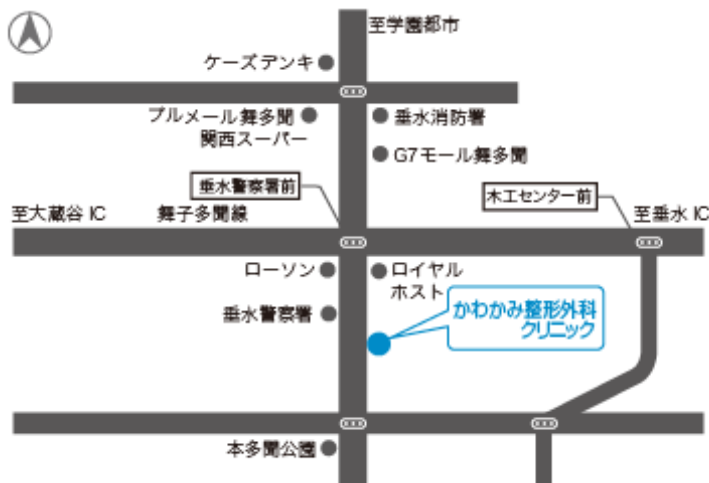 至学園都市
ケーズデンキ
ブルメール舞多聞
関西スーパー
垂水消防署
G7モール舞多聞
垂水警察署前
木工センター前
至大蔵谷IC
舞子多聞線
至垂水IC
ローソン
ロイヤル
ホスト
垂水警察署
かわかみ整形外科
クリニック
本多聞公園